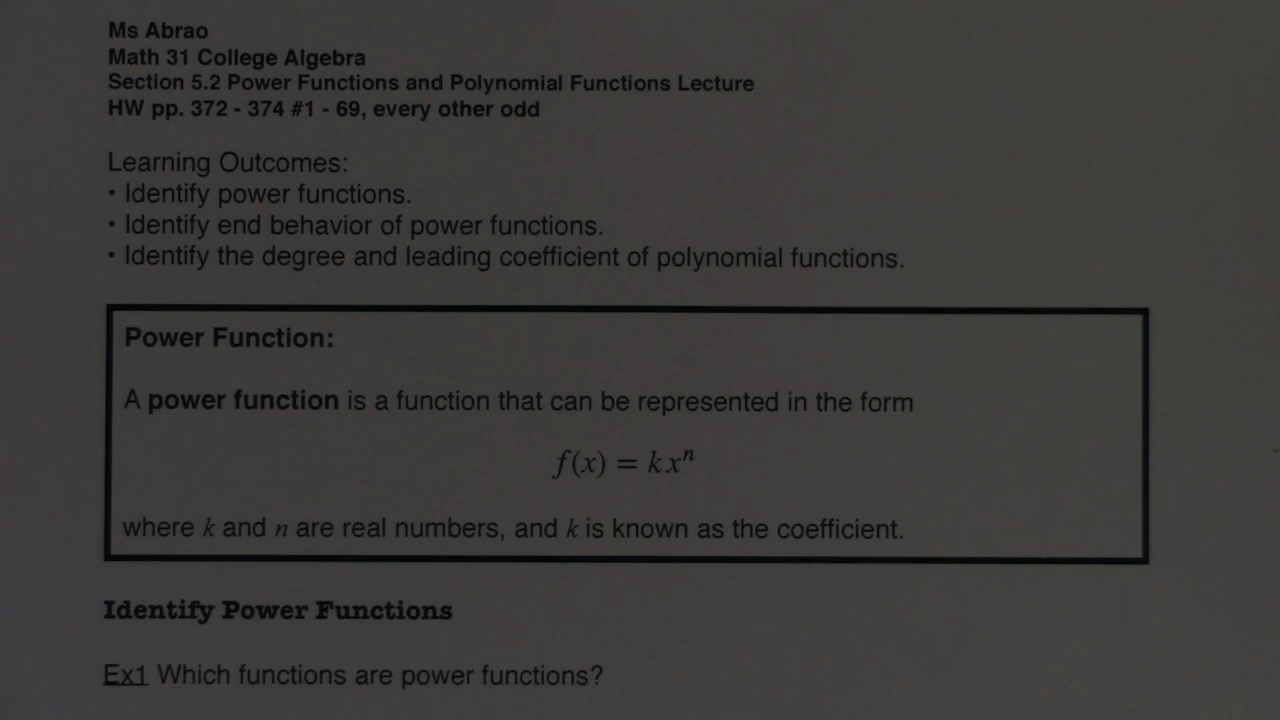 Ms Abrao
Math 31 College Algebra
Section 5.2 Power Functions and Polynomial Functions Lecture
HW pp. 372 - 374 #1 - 69, every other odd
Learning Outcomes:
• Identify power functions.
• Identify end behavior of power functions.
• Identify the degree and leading coefficient of polynomial functions.
Power Function:
A power function is a function that can be represented in the form
f(x) = kxⁿ
where k and n are real numbers, and k is known as the coefficient.
Identify Power Functions
Ex1 Which functions are power functions?